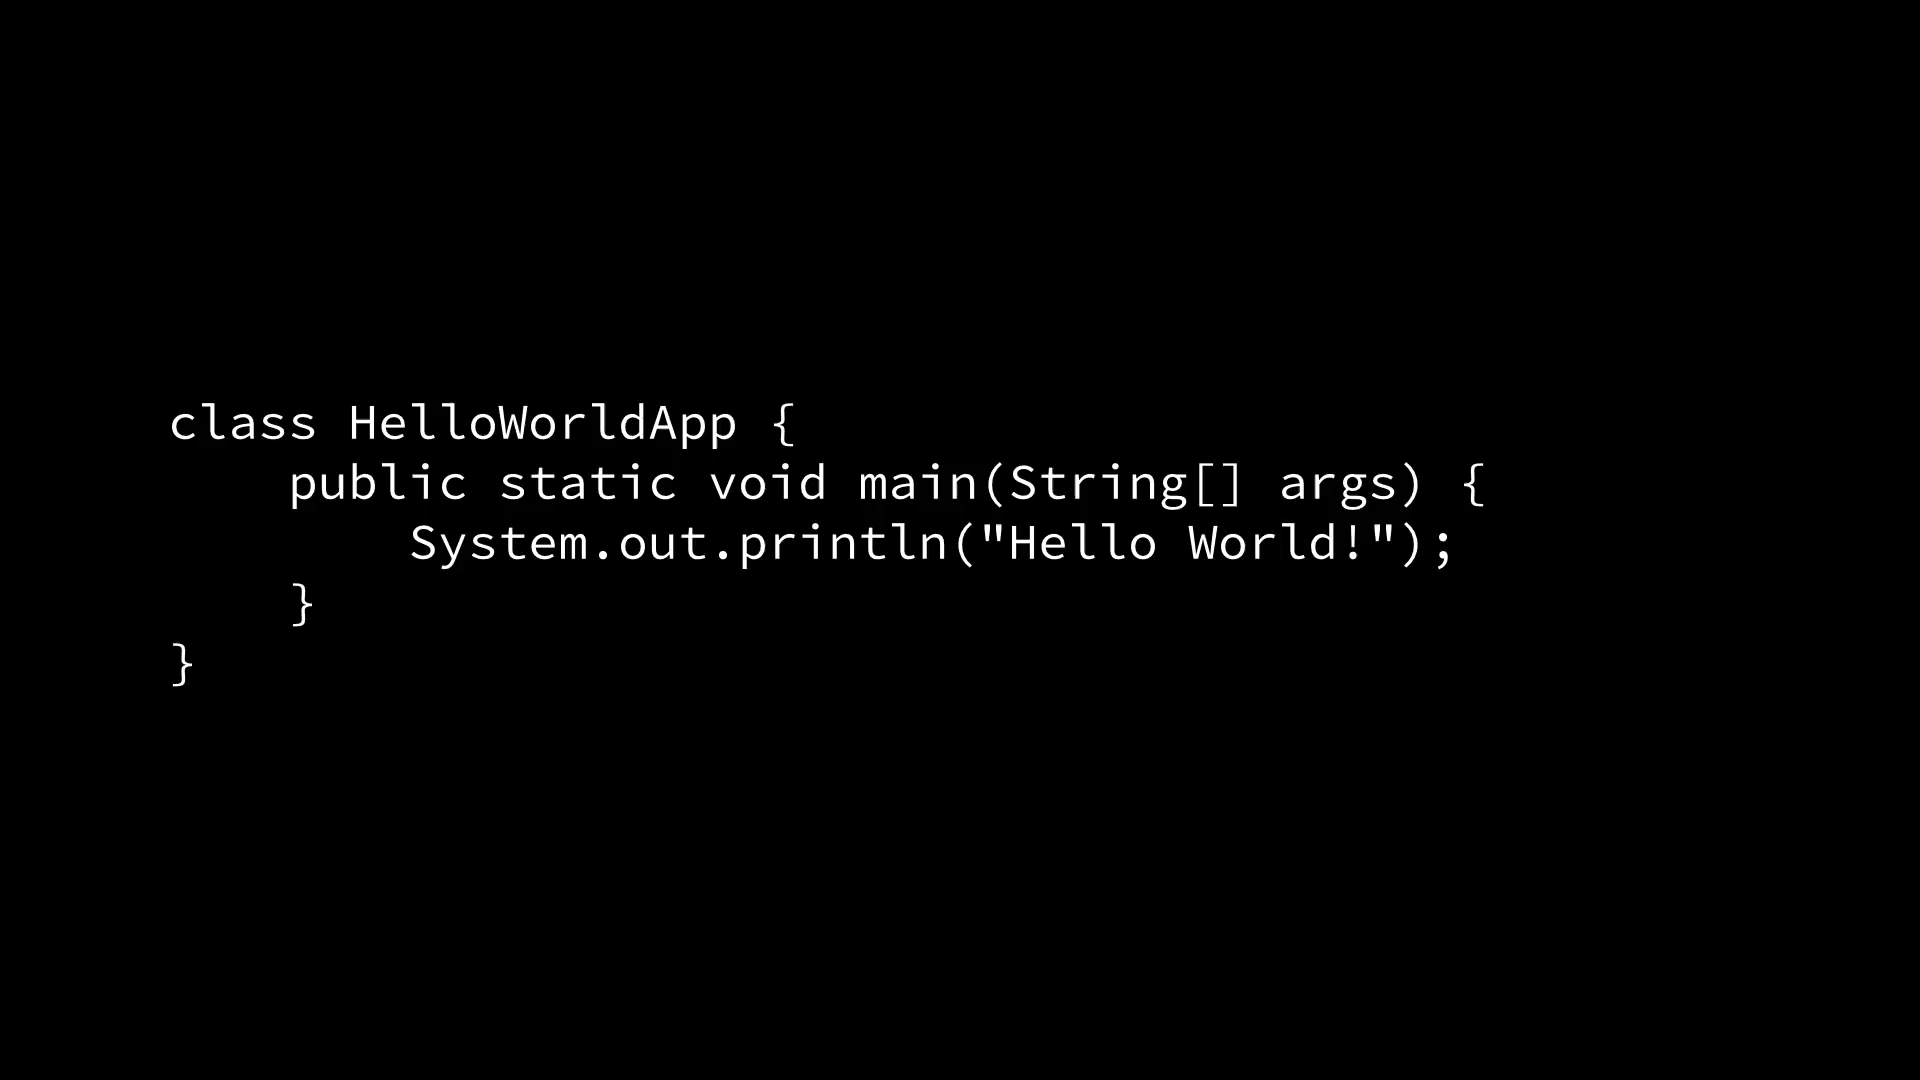 class HelloWorldApp {
    public static void main(String[] args) {
        System.out.println("Hello World!");
    }
}